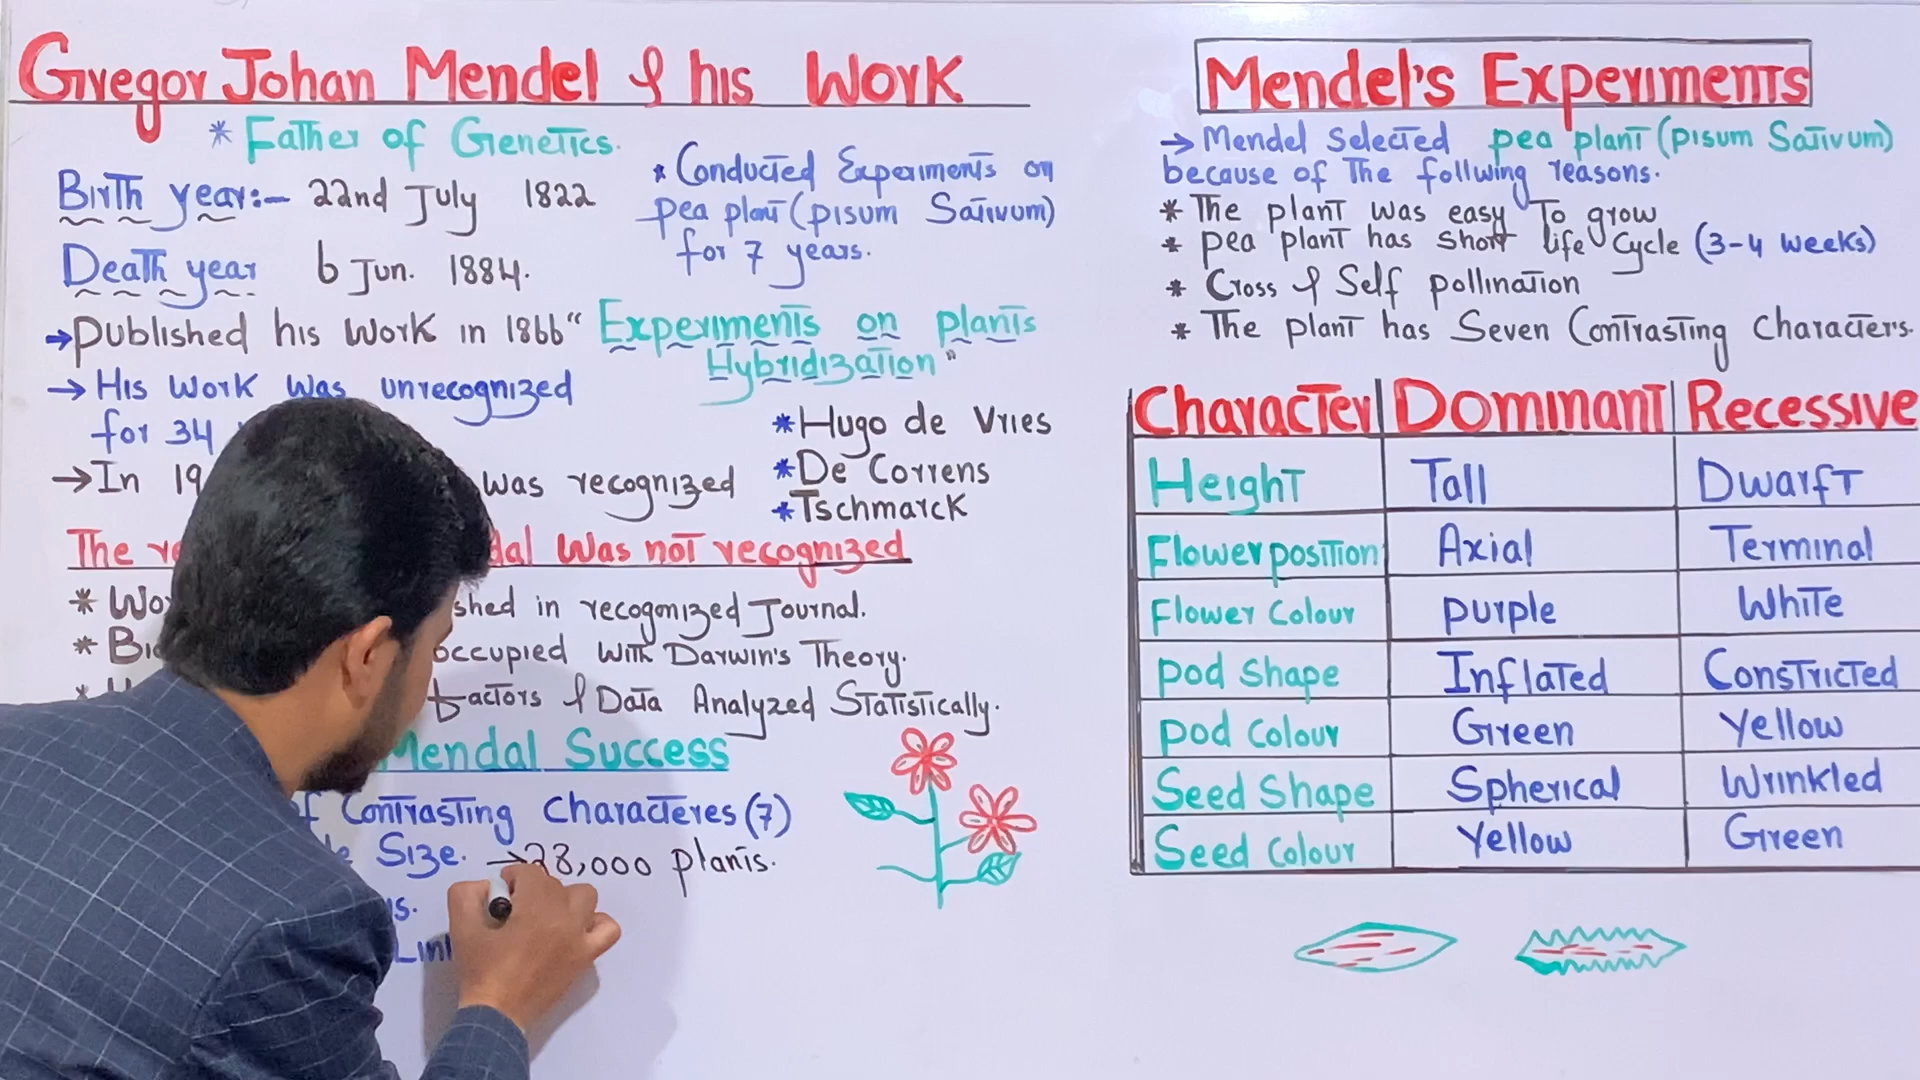 Gregor Johan Mendel & his Work
* Father of Genetics.
Birth year:- 22nd July 1822
Death year 6 Jun. 1884.
* Conducted Experiments on
pea plant (pisum Sativum)
for 7 years.
→ published his Work in 1866 " Experiments on plants
Hybridization"
→ His work was unrecognized
for 34
→ In 19 was recognized
* Hugo de Vries
* De Correns
* Tschmarck
The was not recognized
* in recogonized Journal.
* occupied with Darwin's Theory.
factors & Data Analyzed Statistically.
Mendal Success
Contrasting Characteres (7)
Size. → 28,000 plants.
Mendel's Experiments
→ Mendel Selected pea plant (pisum Sativum)
because of The follwing reasons.
* The plant was easy To grow
* pea plant has short life Cycle (3-4 weeks)
* Cross & Self pollination
* The plant has Seven Contrasting Characters.
Character Dominant Recessive
Height Tall Dwarft
Flower position Axial Terminal
Flower Colour purple White
pod Shape Inflated Constricted
pod Colour Green yellow
Seed Shape Spherical Wrinkled
Seed Colour yellow Green